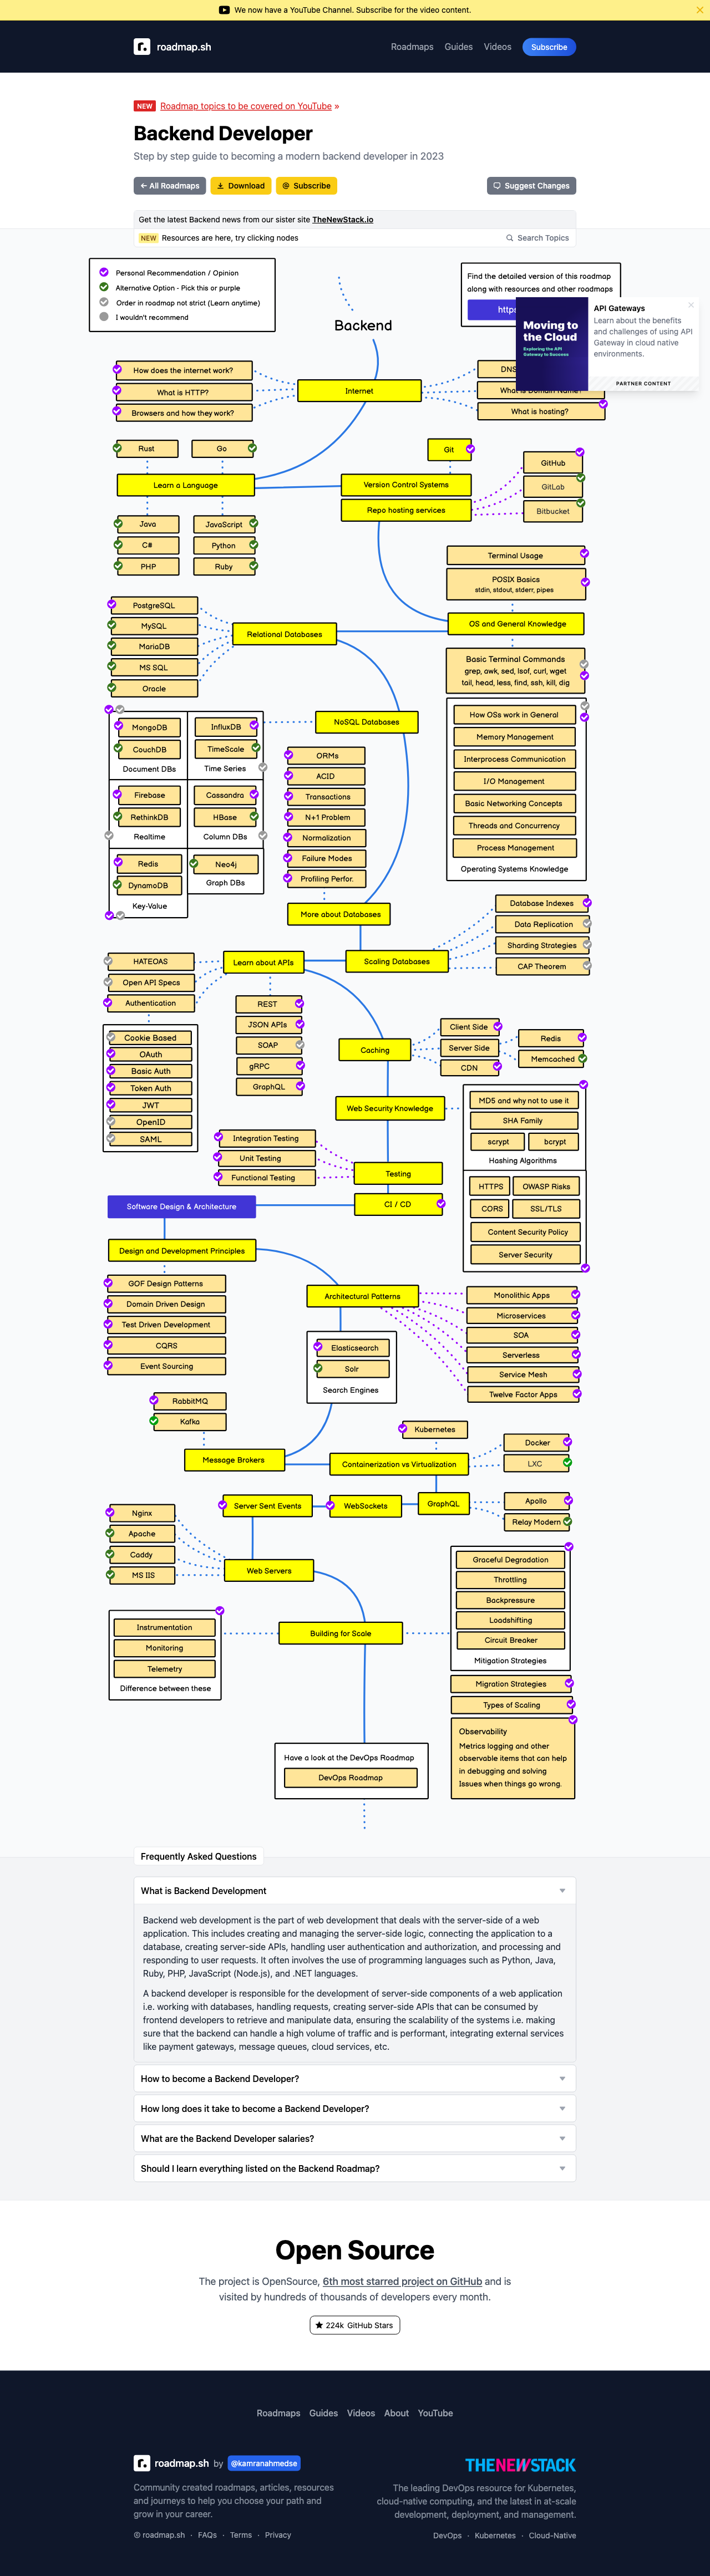 We now have a YouTube Channel. Subscribe for the video content.
roadmap.sh
Roadmaps Guides Videos Subscribe
NEW Roadmap topics to be covered on YouTube »
Backend Developer
Step by step guide to becoming a modern backend developer in 2023
← All Roadmaps Download Subscribe Suggest Changes
Get the latest Backend news from our sister site TheNewStack.io
NEW Resources are here, try clicking nodes
Search Topics
Personal Recommendation / Opinion
Alternative Option - Pick this or purple
Order in roadmap not strict (Learn anytime)
I wouldn't recommend
Backend
Find the detailed version of this roadmap
along with resources and other roadmaps
https
Moving to
the Cloud
Exploring the API
Gateway to Success
API Gateways
Learn about the benefits
and challenges of using API
Gateway in cloud native
environments.
PARTNER CONTENT
How does the internet work?
What is HTTP?
Browsers and how they work?
Internet
DNS
What is Domain Name?
What is hosting?
Rust
Go
Learn a Language
Java
C#
PHP
JavaScript
Python
Ruby
Git
Version Control Systems
Repo hosting services
GitHub
GitLab
Bitbucket
Terminal Usage
POSIX Basics
stdin, stdout, stderr, pipes
OS and General Knowledge
Basic Terminal Commands
grep, awk, sed, lsof, curl, wget
tail, head, less, find, ssh, kill, dig
How OSs work in General
Memory Management
Interprocess Communication
I/O Management
Basic Networking Concepts
Threads and Concurrency
Process Management
Operating Systems Knowledge
PostgreSQL
MySQL
MariaDB
MS SQL
Oracle
Relational Databases
NoSQL Databases
MongoDB
CouchDB
Document DBs
InfluxDB
TimeScale
Time Series
Firebase
RethinkDB
Realtime
Cassandra
HBase
Column DBs
Redis
DynamoDB
Key-Value
Neo4j
Graph DBs
ORMs
ACID
Transactions
N+1 Problem
Normalization
Failure Modes
Profiling Perfor.
More about Databases
Database Indexes
Data Replication
Sharding Strategies
CAP Theorem
Scaling Databases
Learn about APIs
HATEOAS
Open API Specs
Authentication
Cookie Based
OAuth
Basic Auth
Token Auth
JWT
OpenID
SAML
REST
JSON APIs
SOAP
gRPC
GraphQL
Caching
Client Side
Server Side
CDN
Redis
Memcached
Web Security Knowledge
MD5 and why not to use it
SHA Family
scrypt
bcrypt
Hashing Algorithms
HTTPS
OWASP Risks
CORS
SSL/TLS
Content Security Policy
Server Security
Integration Testing
Unit Testing
Functional Testing
Testing
CI / CD
Software Design & Architecture
Design and Development Principles
GOF Design Patterns
Domain Driven Design
Test Driven Development
CQRS
Event Sourcing
Architectural Patterns
Monolithic Apps
Microservices
SOA
Serverless
Service Mesh
Twelve Factor Apps
Elasticsearch
Solr
Search Engines
RabbitMQ
Kafka
Message Brokers
Kubernetes
Containerization vs Virtualization
Docker
LXC
Server Sent Events
WebSockets
GraphQL
Apollo
Relay Modern
Nginx
Apache
Caddy
MS IIS
Web Servers
Graceful Degradation
Throttling
Backpressure
Loadshifting
Circuit Breaker
Mitigation Strategies
Instrumentation
Monitoring
Telemetry
Difference between these
Building for Scale
Migration Strategies
Types of Scaling
Observability
Metrics logging and other
observable items that can help
in debugging and solving
Issues when things go wrong.
Have a look at the DevOps Roadmap
DevOps Roadmap
Frequently Asked Questions
What is Backend Development
Backend web development is the part of web development that deals with the server-side of a web
application. This includes creating and managing the server-side logic, connecting the application to a
database, creating server-side APIs, handling user authentication and authorization, and processing and
responding to user requests. It often involves the use of programming languages such as Python, Java,
Ruby, PHP, JavaScript (Node.js), and .NET languages.
A backend developer is responsible for the development of server-side components of a web application
i.e. working with databases, handling requests, creating server-side APIs that can be consumed by
frontend developers to retrieve and manipulate data, ensuring the scalability of the systems i.e. making
sure that the backend can handle a high volume of traffic and is performant, integrating external services
like payment gateways, message queues, cloud services, etc.
How to become a Backend Developer?
How long does it take to become a Backend Developer?
What are the Backend Developer salaries?
Should I learn everything listed on the Backend Roadmap?
Open Source
The project is OpenSource, 6th most starred project on GitHub and is
visited by hundreds of thousands of developers every month.
224k GitHub Stars
Roadmaps Guides Videos About YouTube
roadmap.sh by @kamranahmedse
Community created roadmaps, articles, resources
and journeys to help you choose your path and
grow in your career.
© roadmap.sh · FAQs · Terms · Privacy
THENEWSTACK
The leading DevOps resource for Kubernetes,
cloud-native computing, and the latest in at-scale
development, deployment, and management.
DevOps · Kubernetes · Cloud-Native